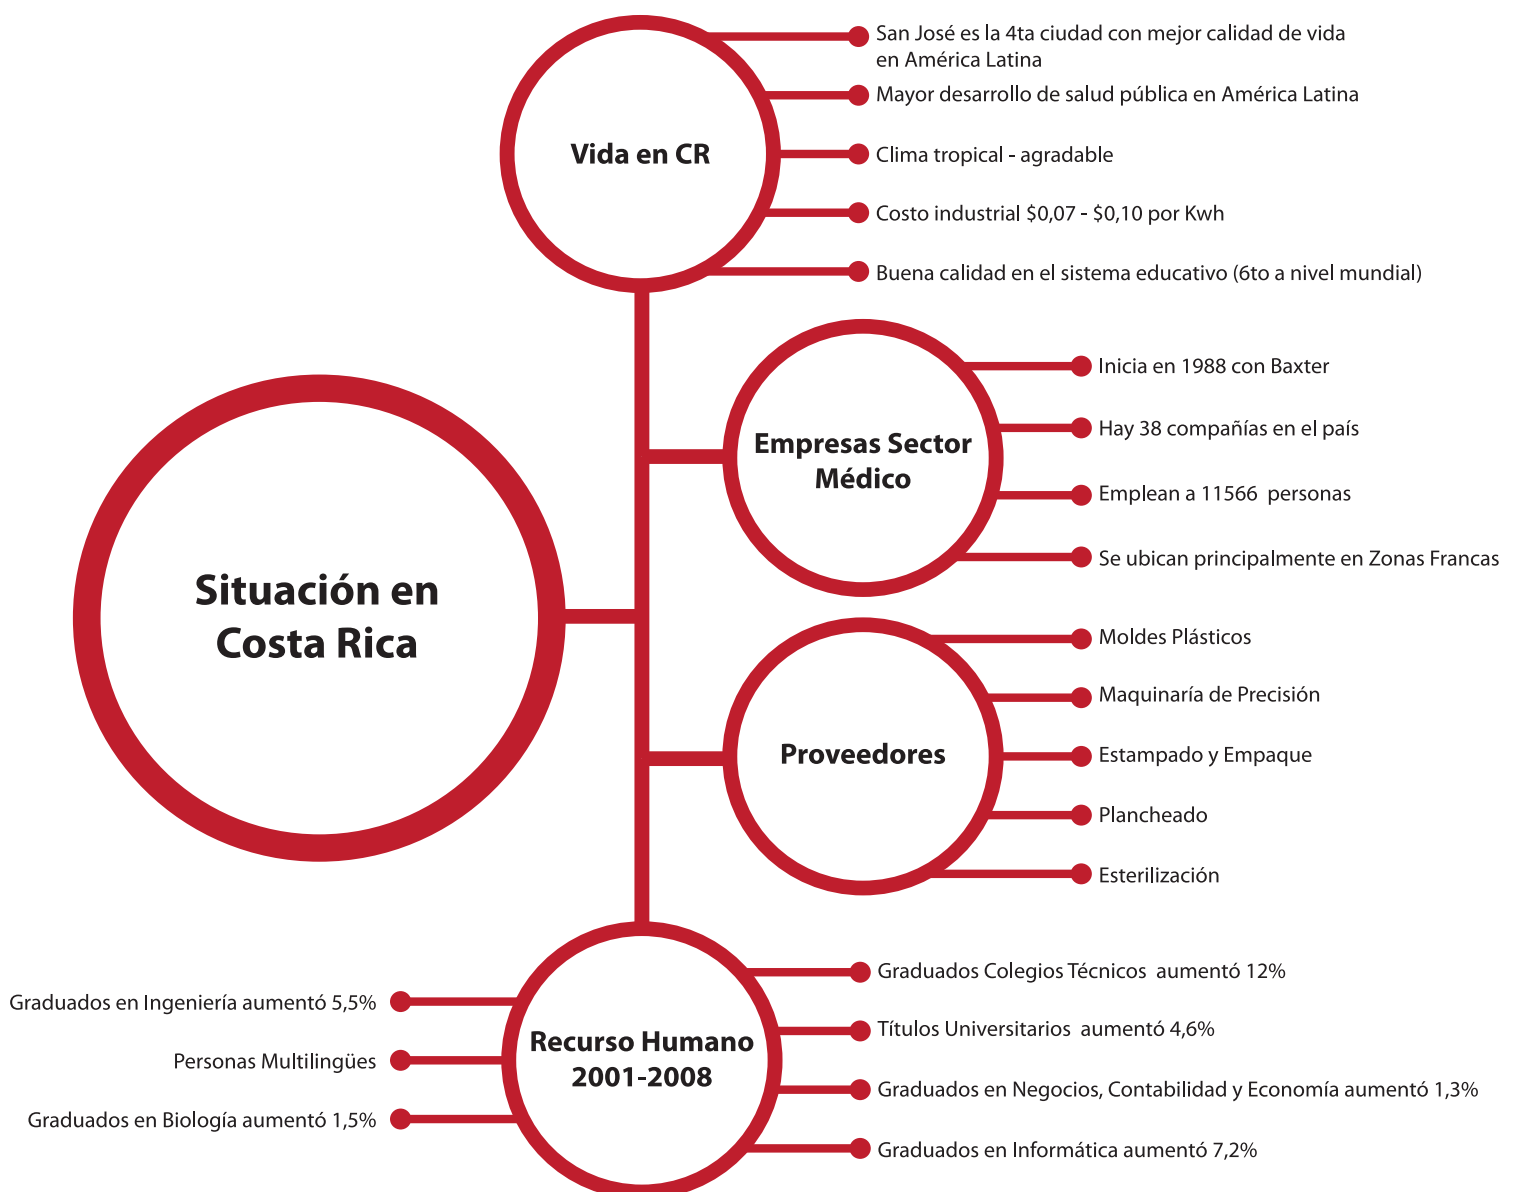 Situación en
Costa Rica
Vida en CR
San José es la 4ta ciudad con mejor calidad de vida
en América Latina
Mayor desarrollo de salud pública en América Latina
Clima tropical - agradable
Costo industrial $0,07 - $0,10 por Kwh
Buena calidad en el sistema educativo (6to a nivel mundial)
Empresas Sector
Médico
Inicia en 1988 con Baxter
Hay 38 compañías en el país
Emplean a 11566 personas
Se ubican principalmente en Zonas Francas
Proveedores
Moldes Plásticos
Maquinaría de Precisión
Estampado y Empaque
Plancheado
Esterilización
Recurso Humano
2001-2008
Graduados en Ingeniería aumentó 5,5%
Personas Multilingües
Graduados en Biología aumentó 1,5%
Graduados Colegios Técnicos aumentó 12%
Títulos Universitarios aumentó 4,6%
Graduados en Negocios, Contabilidad y Economía aumentó 1,3%
Graduados en Informática aumentó 7,2%